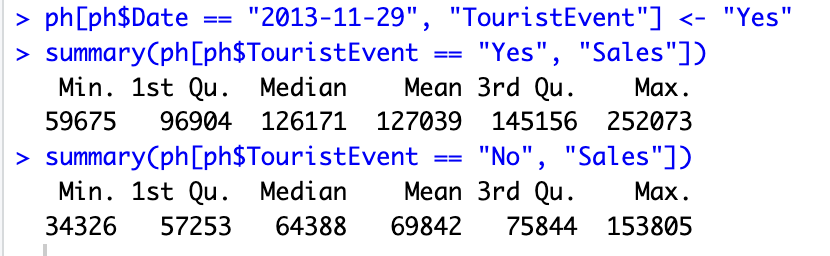 > ph[ph$Date == "2013-11-29", "TouristEvent"] <- "Yes"
> summary(ph[ph$TouristEvent == "Yes", "Sales"])
   Min. 1st Qu.  Median    Mean 3rd Qu.    Max.
  59675   96904  126171  127039  145156  252073
> summary(ph[ph$TouristEvent == "No", "Sales"])
   Min. 1st Qu.  Median    Mean 3rd Qu.    Max.
  34326   57253   64388   69842   75844  153805